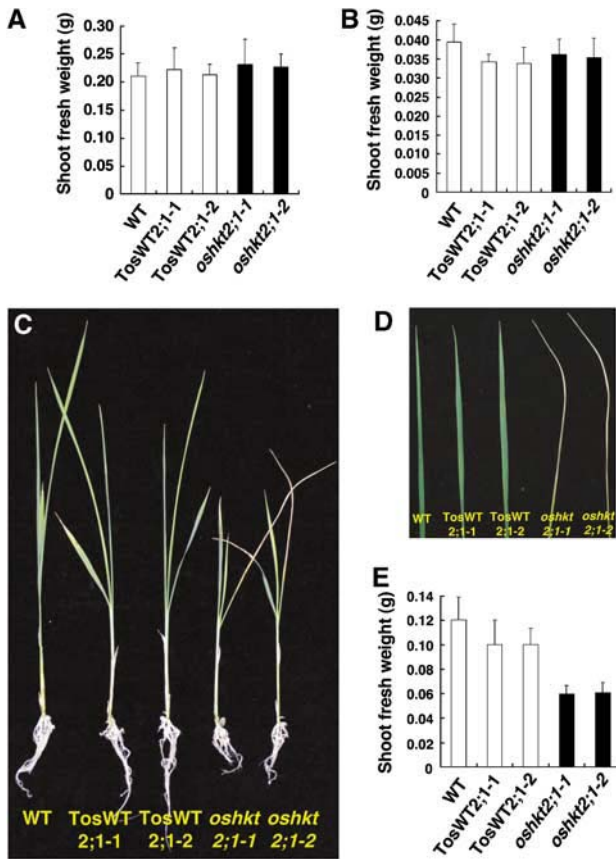 A
Shoot fresh weight (g)
0.30
0.25
0.20
0.15
0.10
0.05
0.00
WT
TosWT2;1-1
TosWT2;1-2
oshkt2;1-1
oshkt2;1-2
B
Shoot fresh weight (g)
0.045
0.040
0.035
0.030
0.025
0.020
0.015
0.010
0.005
0
WT
TosWT2;1-1
TosWT2;1-2
oshkt2;1-1
oshkt2;1-2
C
WT
TosWT 2;1-1
TosWT 2;1-2
oshkt 2;1-1
oshkt 2;1-2
D
WT
TosWT 2;1-1
TosWT 2;1-2
oshkt 2;1-1
oshkt 2;1-2
E
Shoot fresh weight (g)
0.14
0.12
0.10
0.08
0.06
0.04
0.02
0.00
WT
TosWT2;1-1
TosWT2;1-2
oshkt2;1-1
oshkt2;1-2